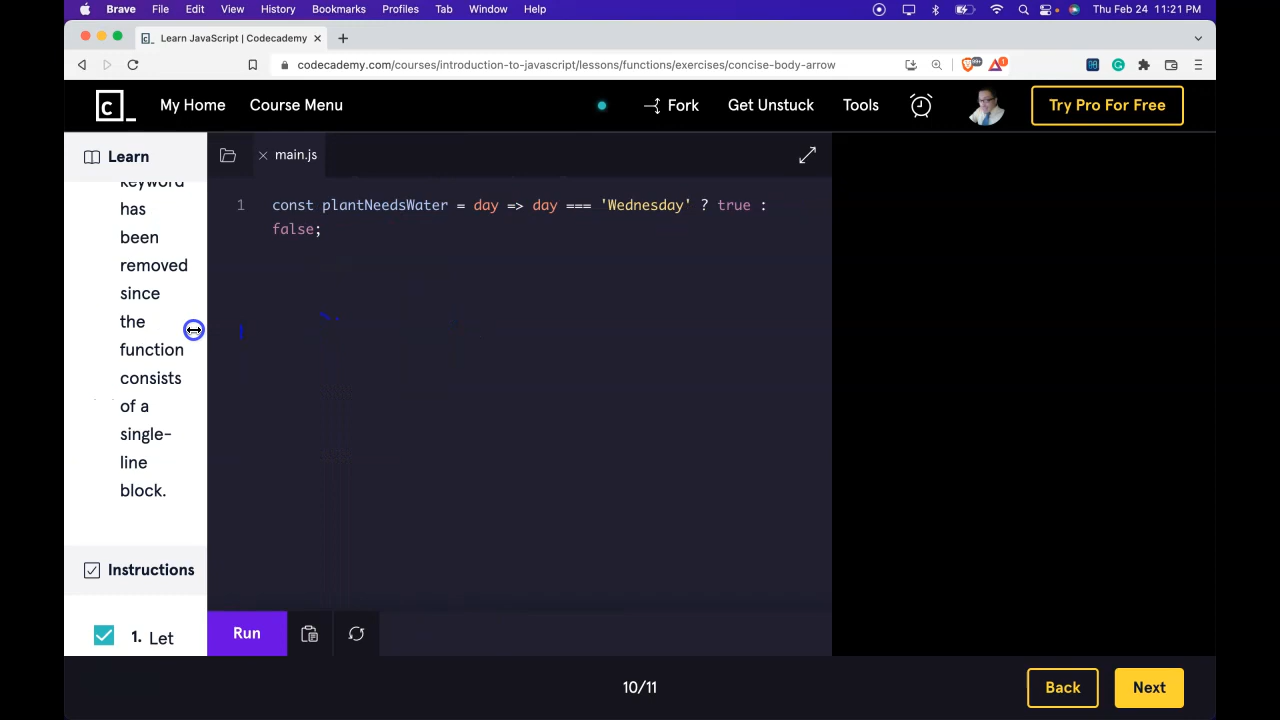 Brave File Edit View History Bookmarks Profiles Tab Window Help Thu Feb 24 11:21 PM
Learn JavaScript | Codecademy
codecademy.com/courses/introduction-to-javascript/lessons/functions/exercises/concise-body-arrow
My Home Course Menu Fork Get Unstuck Tools Try Pro For Free
Learn
main.js
keyword
has
been
removed
since
the
function
consists
of a
single-
line
block.
1 const plantNeedsWater = day => day === 'Wednesday' ? true :
false;
Instructions
1. Let
Run
10/11
Back Next